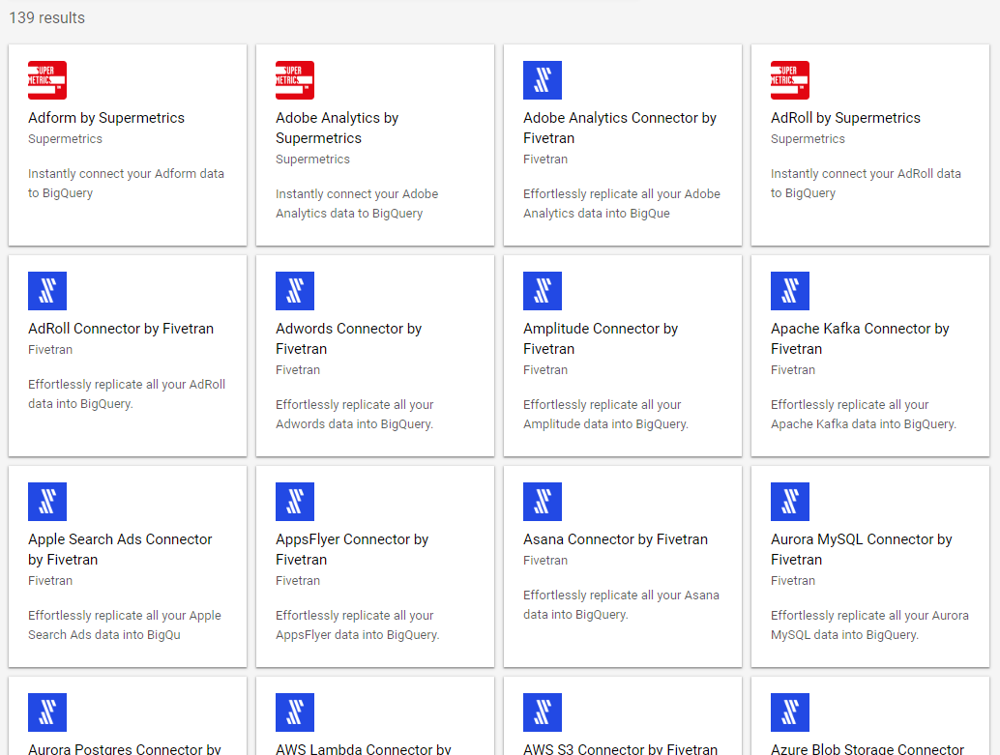 139 results
SUPER
METRICS
Adform by Supermetrics
Supermetrics
Instantly connect your Adform data
to BigQuery
SUPER
METRICS
Adobe Analytics by
Supermetrics
Supermetrics
Instantly connect your Adobe
Analytics data to BigQuery
Adobe Analytics Connector by
Fivetran
Fivetran
Effortlessly replicate all your Adobe
Analytics data into BigQue
SUPER
METRICS
AdRoll by Supermetrics
Supermetrics
Instantly connect your AdRoll data
to BigQuery
AdRoll Connector by Fivetran
Fivetran
Effortlessly replicate all your AdRoll
data into BigQuery.
Adwords Connector by
Fivetran
Fivetran
Effortlessly replicate all your
Adwords data into BigQuery.
Amplitude Connector by
Fivetran
Fivetran
Effortlessly replicate all your
Amplitude data into BigQuery.
Apache Kafka Connector by
Fivetran
Fivetran
Effortlessly replicate all your
Apache Kafka data into BigQuery.
Apple Search Ads Connector
by Fivetran
Fivetran
Effortlessly replicate all your Apple
Search Ads data into BigQu
AppsFlyer Connector by
Fivetran
Fivetran
Effortlessly replicate all your
AppsFlyer data into BigQuery.
Asana Connector by Fivetran
Fivetran
Effortlessly replicate all your Asana
data into BigQuery.
Aurora MySQL Connector by
Fivetran
Fivetran
Effortlessly replicate all your Aurora
MySQL data into BigQuery.
Aurora Postgres Connector by
AWS Lambda Connector by
AWS S3 Connector by Fivetran
Azure Blob Storage Connector